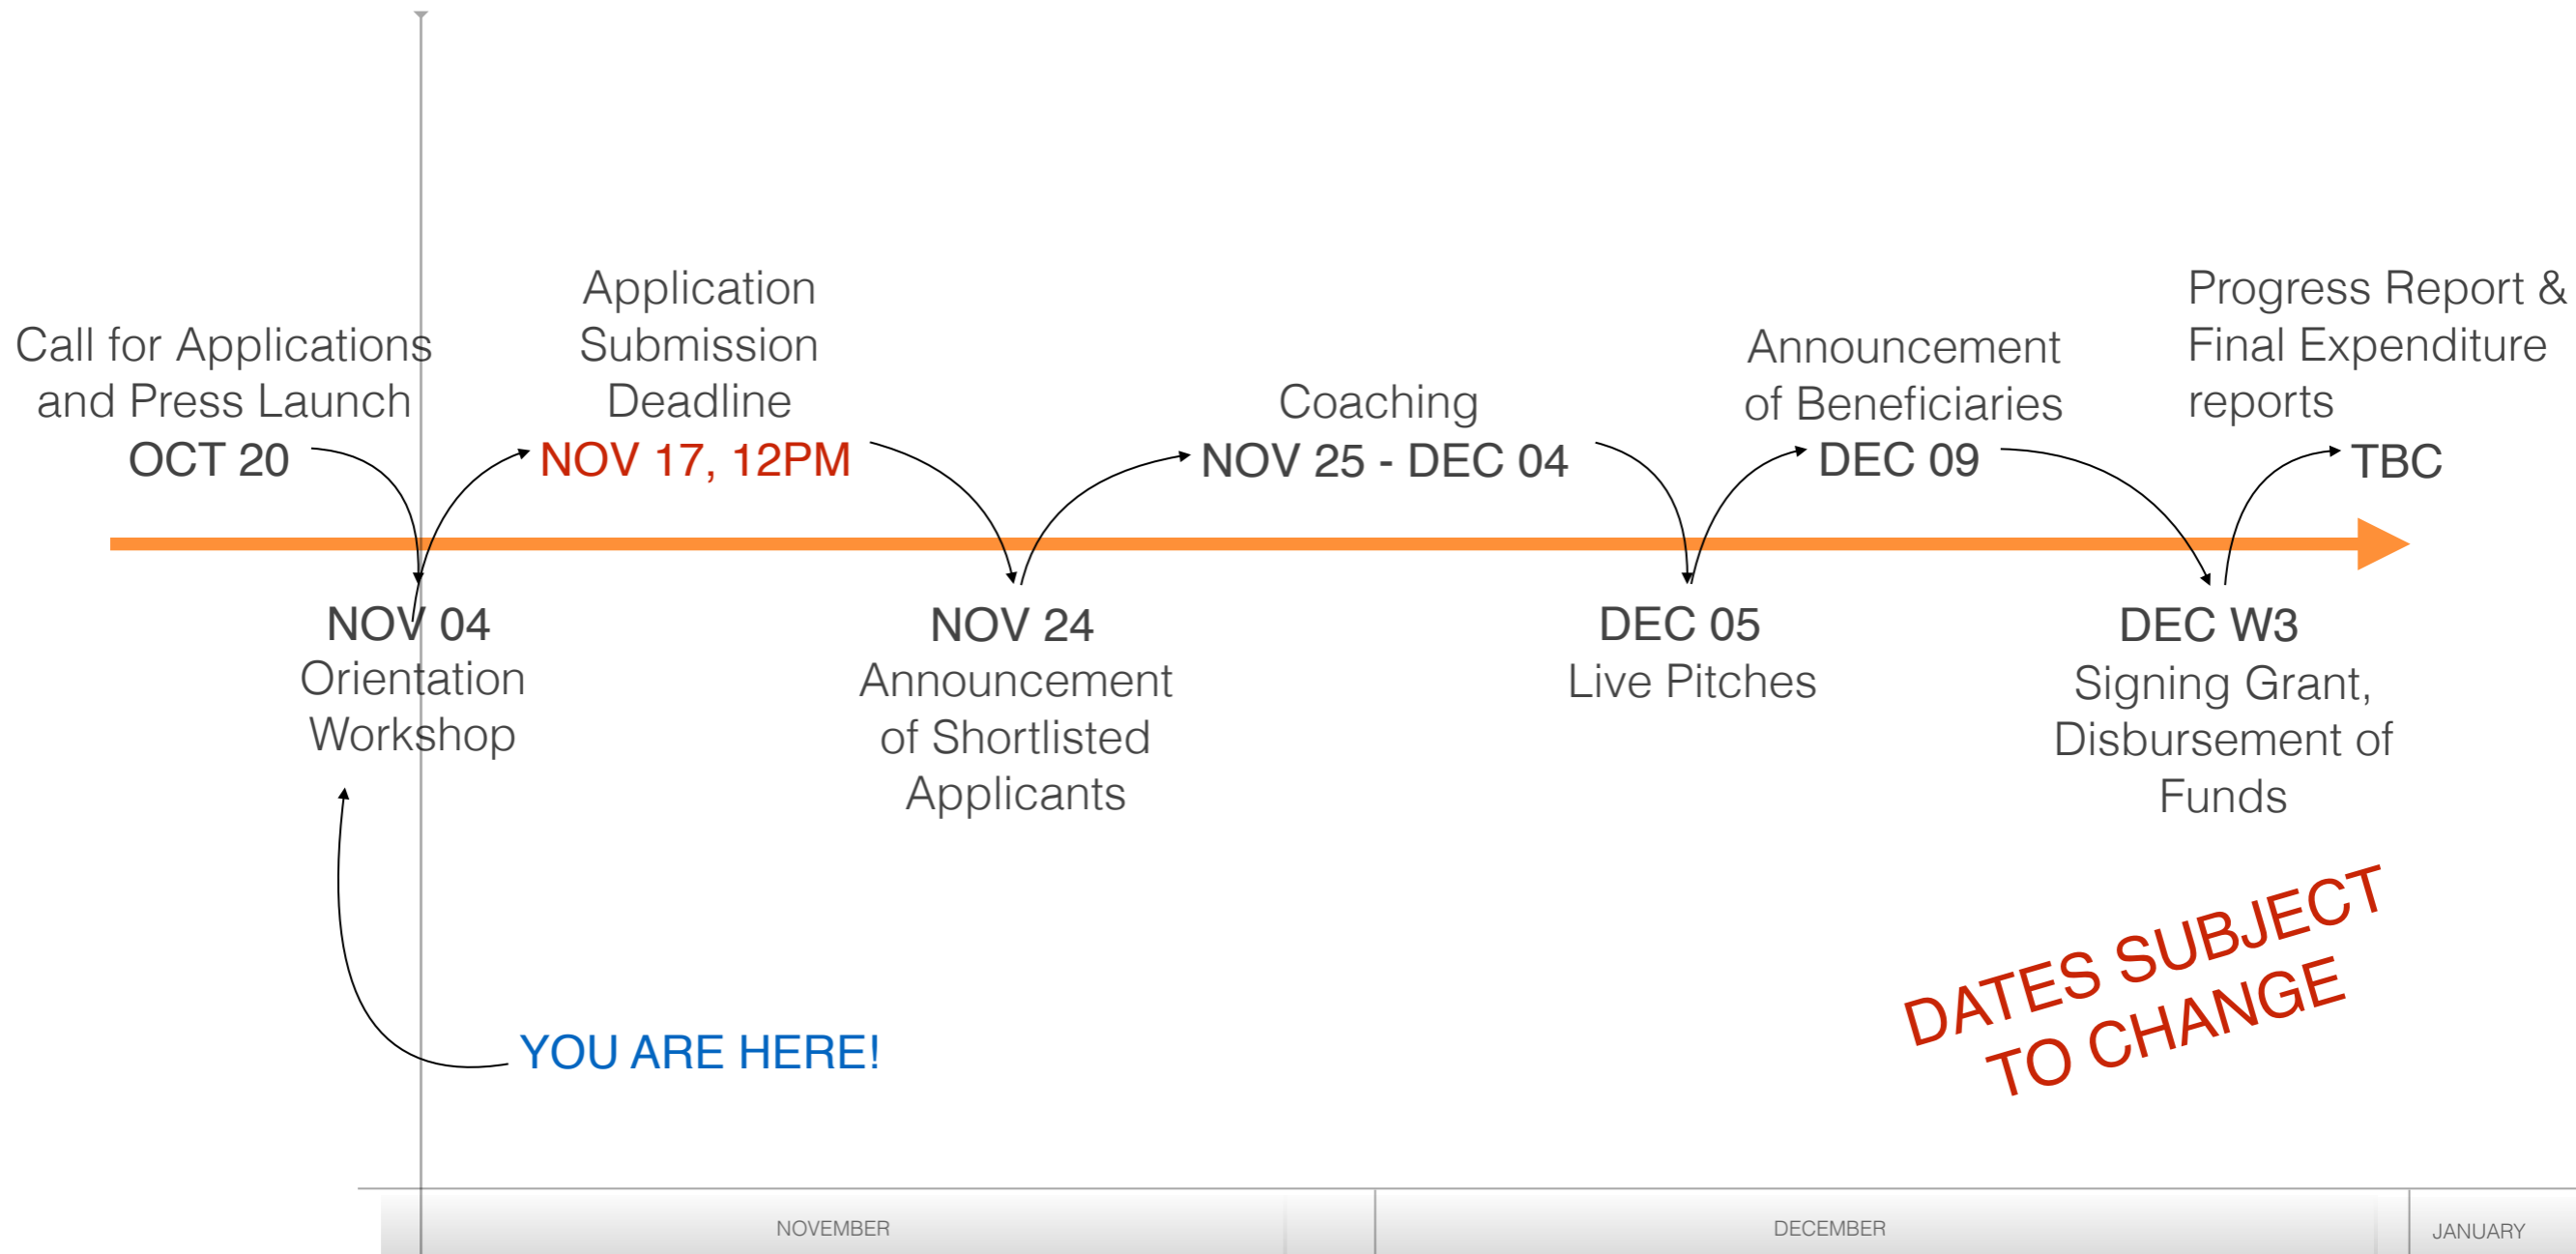 Call for Applications
and Press Launch
OCT 20
NOV 04
Orientation
Workshop
Application
Submission
Deadline
NOV 17, 12PM
NOV 24
Announcement
of Shortlisted
Applicants
Coaching
NOV 25 - DEC 04
DEC 05
Live Pitches
Announcement
of Beneficiaries
DEC 09
DEC W3
Signing Grant,
Disbursement of
Funds
Progress Report &
Final Expenditure
reports
TBC
YOU ARE HERE!
DATES SUBJECT
TO CHANGE
NOVEMBER
DECEMBER
JANUARY